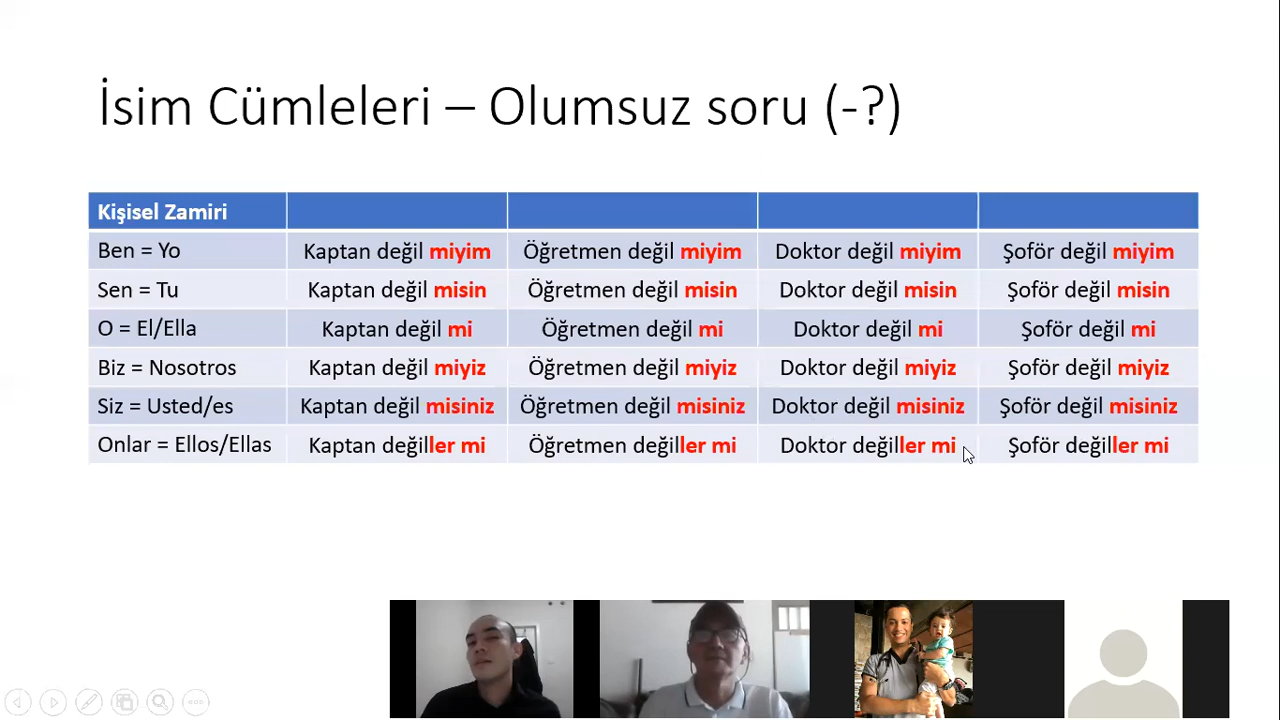 İsim Cümleleri – Olumsuz soru (-?)
Kişisel Zamiri
Ben = Yo Kaptan değil miyim Öğretmen değil miyim Doktor değil miyim Şoför değil miyim
Sen = Tu Kaptan değil misin Öğretmen değil misin Doktor değil misin Şoför değil misin
O = El/Ella Kaptan değil mi Öğretmen değil mi Doktor değil mi Şoför değil mi
Biz = Nosotros Kaptan değil miyiz Öğretmen değil miyiz Doktor değil miyiz Şoför değil miyiz
Siz = Usted/es Kaptan değil misiniz Öğretmen değil misiniz Doktor değil misiniz Şoför değil misiniz
Onlar = Ellos/Ellas Kaptan değiller mi Öğretmen değiller mi Doktor değiller mi Şoför değiller mi